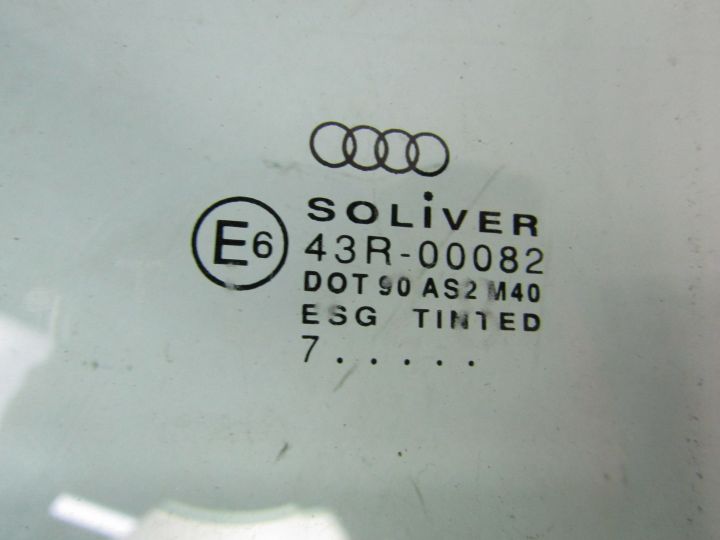 SOLiVER
E6
43R-00082
DOT 90 AS2 M40
ESG TINTED
7.....